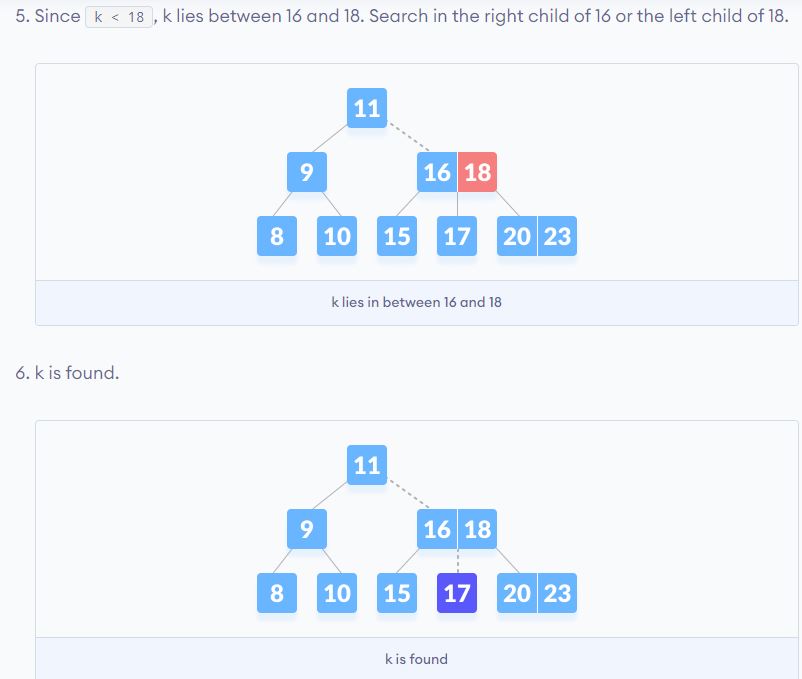 5. Since k < 18, k lies between 16 and 18. Search in the right child of 16 or the left child of 18.
11
9 16 18
8 10 15 17 20 23
k lies in between 16 and 18
6. k is found.
11
9 16 18
8 10 15 17 20 23
k is found